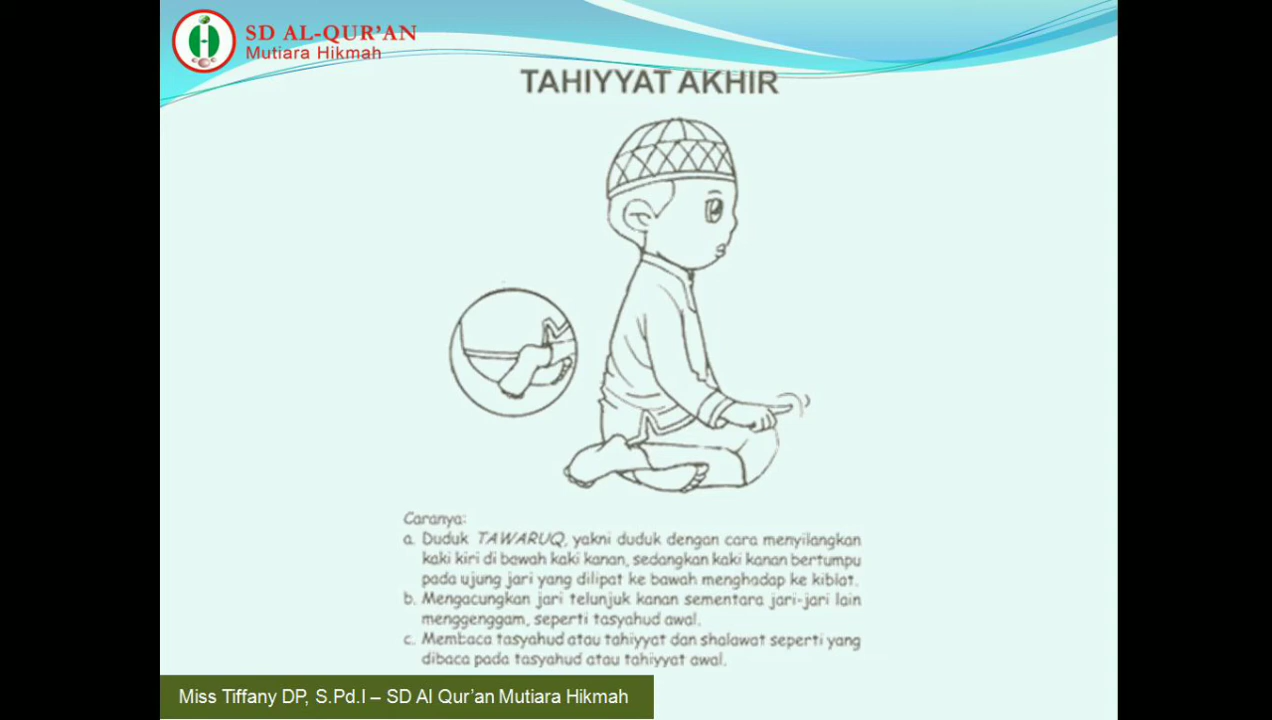 SD AL-QUR'AN
Mutiara Hikmah
TAHIYYAT AKHIR
Caranya:
a. Duduk TAWARUQ, yakni duduk dengan cara menyilangkan
kaki kiri di bawah kaki kanan, sedangkan kaki kanan bertumpu
pada ujung jari yang dilipat ke bawah menghadap ke kiblat.
b. Mengacungkan jari telunjuk kanan sementara jari-jari lain
menggenggam, seperti tasyahud awal.
c. Membaca tasyahud atau tahiyyat dan shalawat seperti yang
dibaca pada tasyahud atau tahiyyat awal.
Miss Tiffany DP, S.Pd.I – SD Al Qur'an Mutiara Hikmah